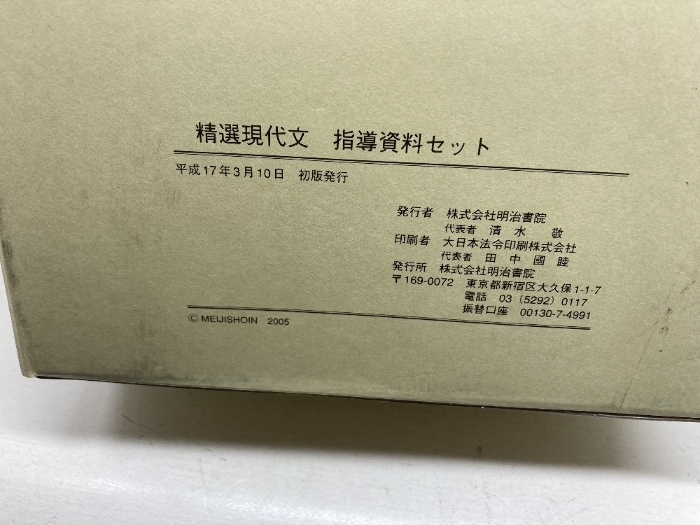 精選現代文　指導資料セット
平成17年3月10日　初版発行
発行者　株式会社明治書院
代表者　清　水　　敬
印刷者　大日本法令印刷株式会社
代表者　田　中　國　睦
発行所　株式会社明治書院
〒169-0072　東京都新宿区大久保1-1-7
電話　03（5292）0117
振替口座　00130-7-4991
© MEIJISHOIN　2005